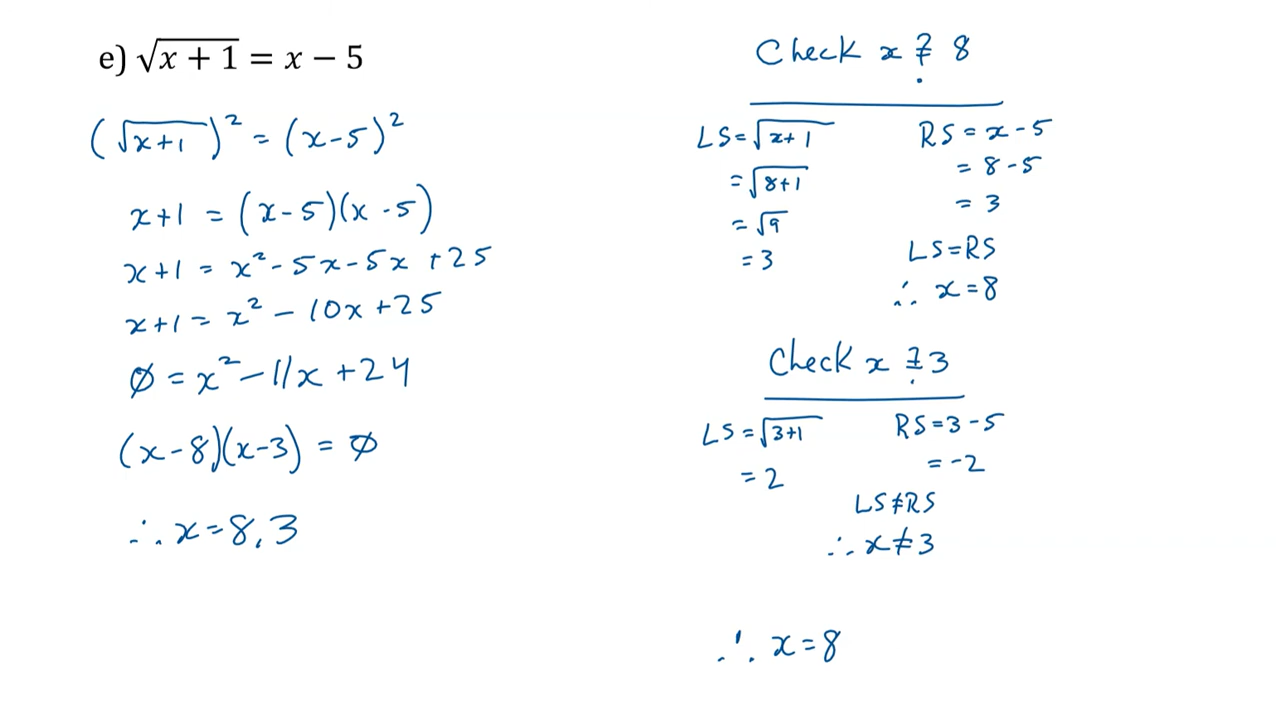 e) √(x + 1) = x − 5
(√(x+1))² = (x-5)²
x+1 = (x-5)(x-5)
x+1 = x² - 5x - 5x + 25
x+1 = x² - 10x + 25
0 = x² - 11x + 24
(x-8)(x-3) = 0
∴ x = 8, 3
Check x ≟ 8
LS = √(x+1)
= √(8+1)
= √9
= 3
RS = x - 5
= 8 - 5
= 3
LS = RS
∴ x = 8
Check x ≟ 3
LS = √(3+1)
= 2
RS = 3 - 5
= -2
LS ≠ RS
∴ x ≠ 3
∴ x = 8